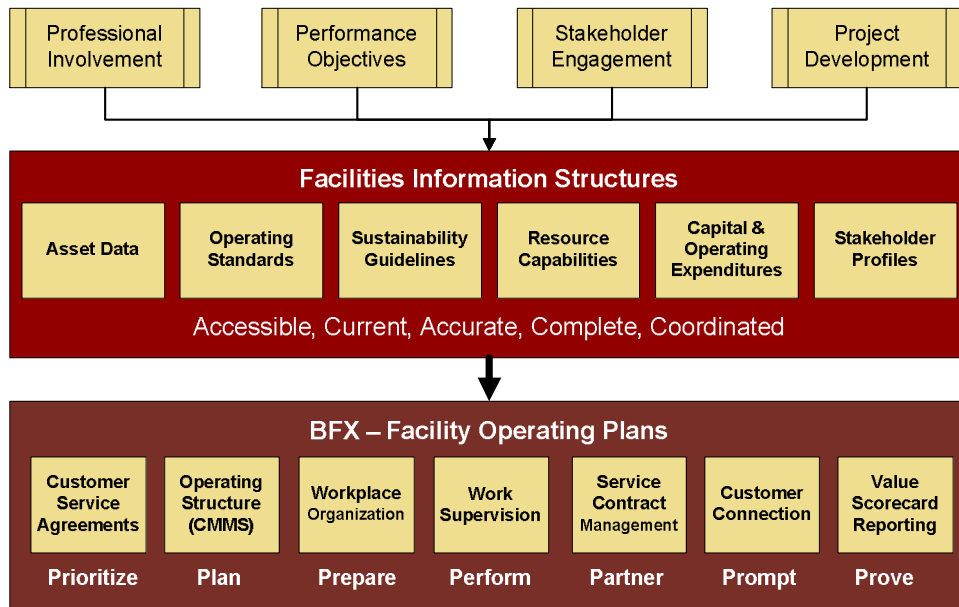 Professional
Involvement
Performance
Objectives
Stakeholder
Engagement
Project
Development
Facilities Information Structures
Asset Data
Operating
Standards
Sustainability
Guidelines
Resource
Capabilities
Capital &
Operating
Expenditures
Stakeholder
Profiles
Accessible, Current, Accurate, Complete, Coordinated
BFX – Facility Operating Plans
Customer
Service
Agreements
Operating
Structure
(CMMS)
Workplace
Organization
Work
Supervision
Service
Contract
Management
Customer
Connection
Value
Scorecard
Reporting
Prioritize
Plan
Prepare
Perform
Partner
Prompt
Prove